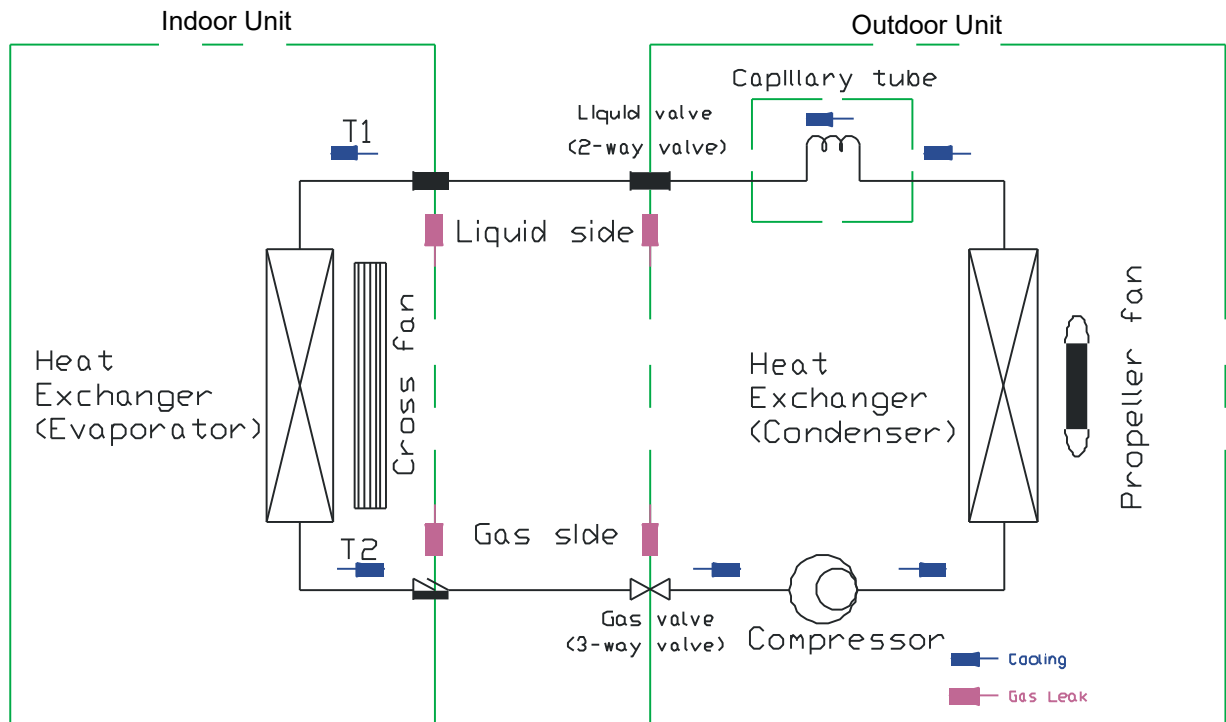 Indoor Unit
Outdoor Unit
Capillary tube
Liquid valve
(2-way valve)
T1
Liquid side
Heat
Exchanger
(Evaporator)
Cross fan
Heat
Exchanger
(Condenser)
Propeller fan
Gas side
T2
Gas valve
(3-way valve)
Compressor
Cooling
Gas Leak